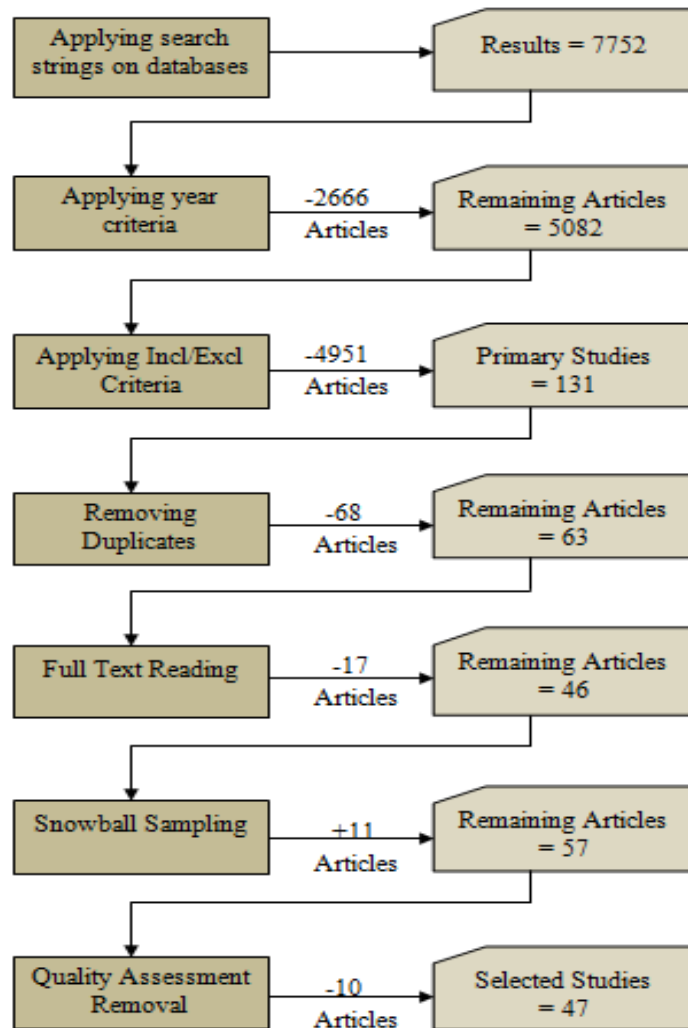 Applying search
strings on databases
Results = 7752
Applying year
criteria
-2666
Articles
Remaining Articles
= 5082
Applying Incl/Excl
Criteria
-4951
Articles
Primary Studies
= 131
Removing
Duplicates
-68
Articles
Remaining Articles
= 63
Full Text Reading
-17
Articles
Remaining Articles
= 46
Snowball Sampling
+11
Articles
Remaining Articles
= 57
Quality Assessment
Removal
-10
Articles
Selected Studies
= 47